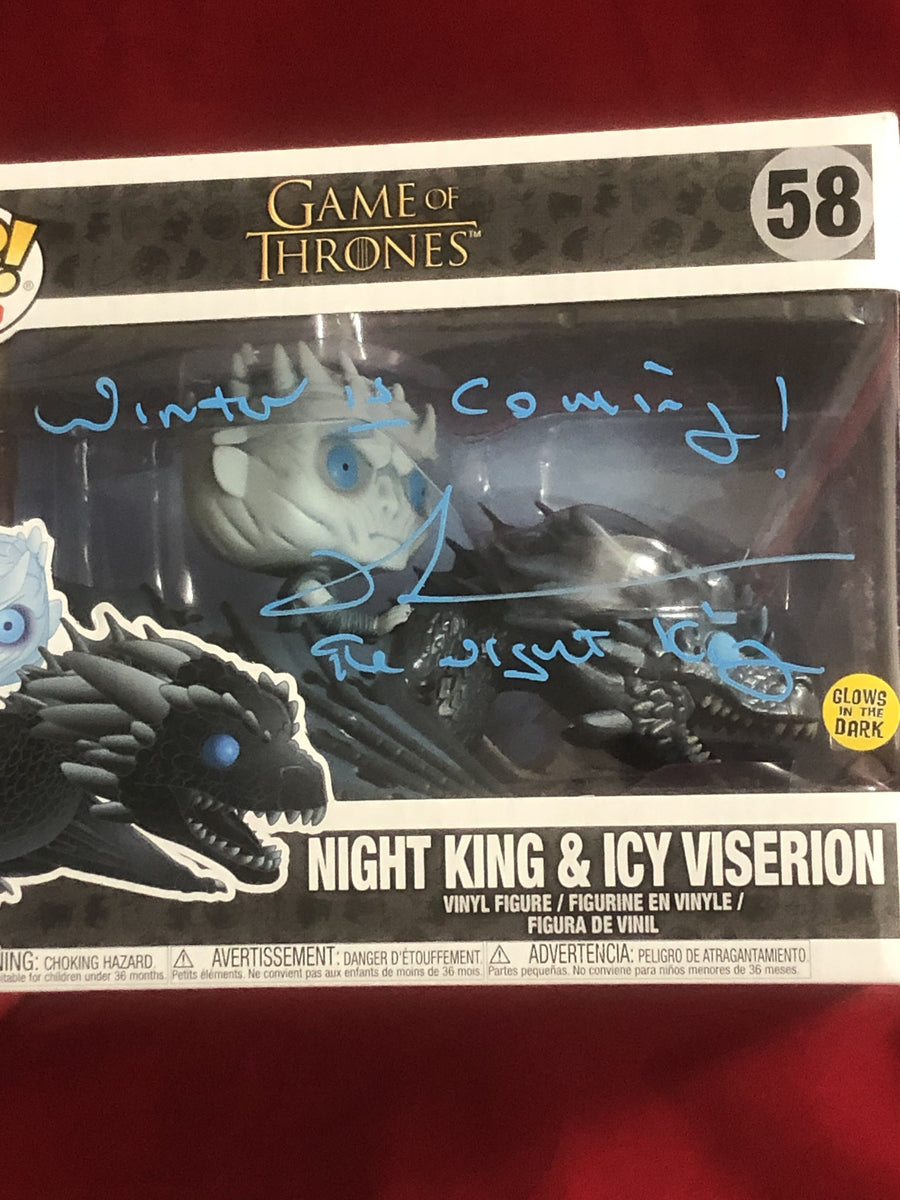 !
®
GAME OF
THRONES™
58
Winter is Coming!
The Night King
GLOWS
IN THE
DARK
NIGHT KING & ICY VISERION
VINYL FIGURE / FIGURINE EN VINYLE /
FIGURA DE VINIL
NING: CHOKING HAZARD.
itable for children under 36 months.
AVERTISSEMENT: DANGER D'ÉTOUFFEMENT.
Petits éléments. Ne convient pas aux enfants de moins de 36 mois.
ADVERTENCIA: PELIGRO DE ATRAGANTAMIENTO.
Partes pequeñas. No conviene para niños menores de 36 meses.